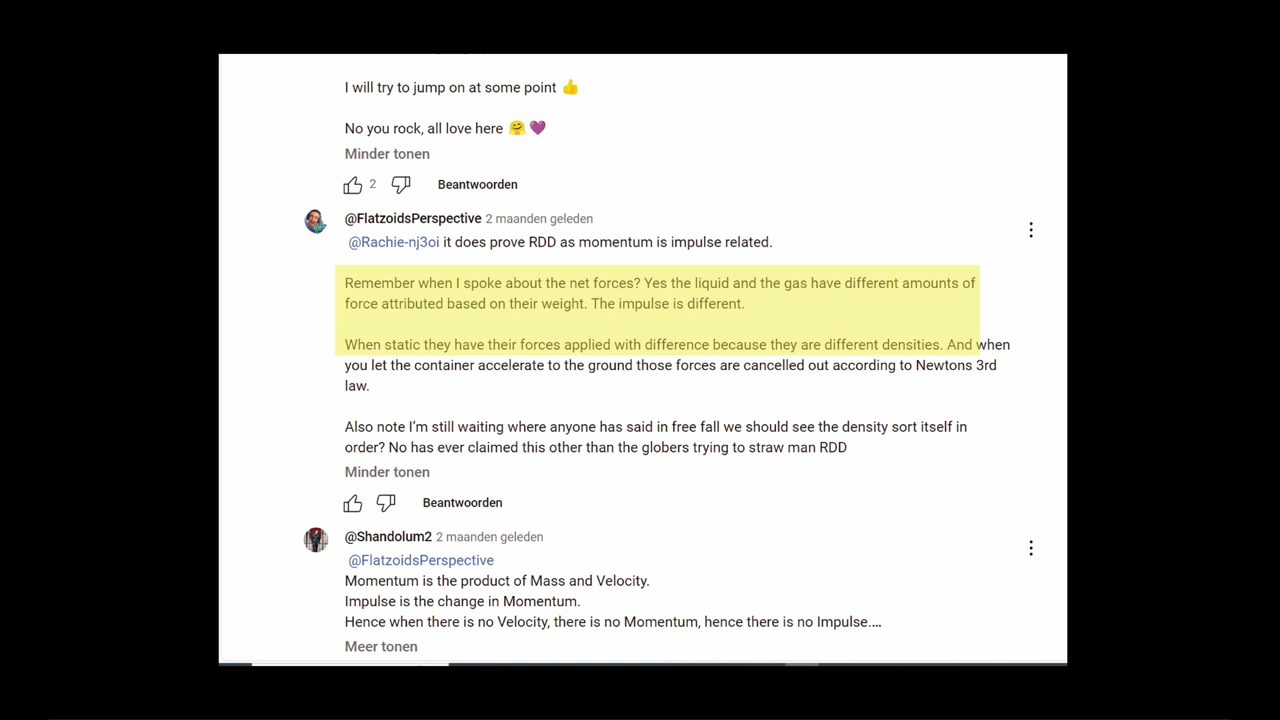 I will try to jump on at some point 👍
No you rock, all love here 🤗 💜
Minder tonen
2 Beantwoorden
@FlatzoidsPerspective 2 maanden geleden
@Rachie-nj3oi it does prove RDD as momentum is impulse related.
Remember when I spoke about the net forces? Yes the liquid and the gas have different amounts of
force attributed based on their weight. The impulse is different.
When static they have their forces applied with difference because they are different densities. And when
you let the container accelerate to the ground those forces are cancelled out according to Newtons 3rd
law.
Also note I'm still waiting where anyone has said in free fall we should see the density sort itself in
order? No has ever claimed this other than the globers trying to straw man RDD
Minder tonen
Beantwoorden
@Shandolum2 2 maanden geleden
@FlatzoidsPerspective
Momentum is the product of Mass and Velocity.
Impulse is the change in Momentum.
Hence when there is no Velocity, there is no Momentum, hence there is no Impulse....
Meer tonen